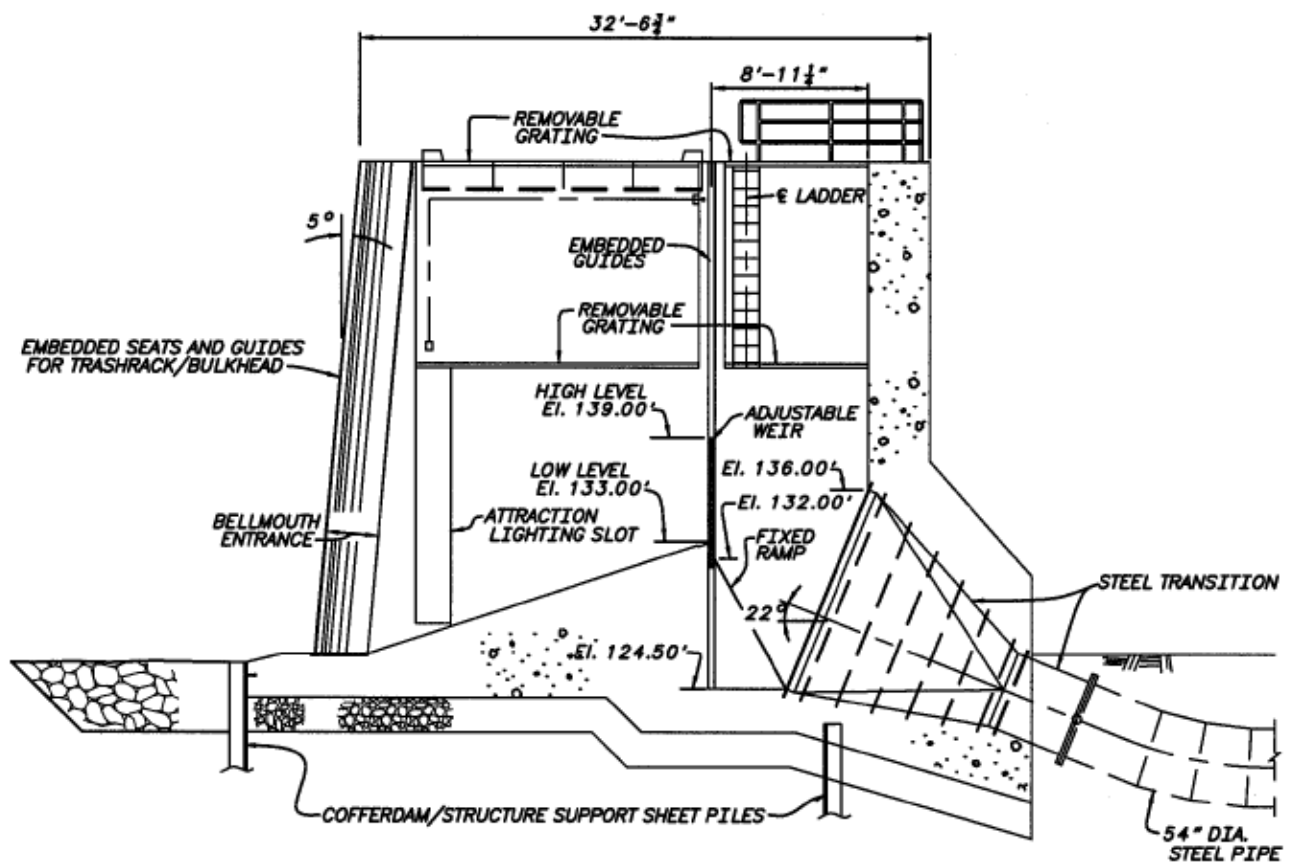 32'-6¾"
8'-11¼"
REMOVABLE
GRATING
℄ LADDER
5°
EMBEDDED
GUIDES
REMOVABLE
GRATING
EMBEDDED SEATS AND GUIDES
FOR TRASHRACK/BULKHEAD
HIGH LEVEL
El. 139.00'
ADJUSTABLE
WEIR
LOW LEVEL
El. 133.00'
El. 136.00'
El. 132.00'
BELLMOUTH
ENTRANCE
ATTRACTION
LIGHTING SLOT
FIXED
RAMP
STEEL TRANSITION
22°
El. 124.50'
COFFERDAM/STRUCTURE SUPPORT SHEET PILES
54" DIA.
STEEL PIPE